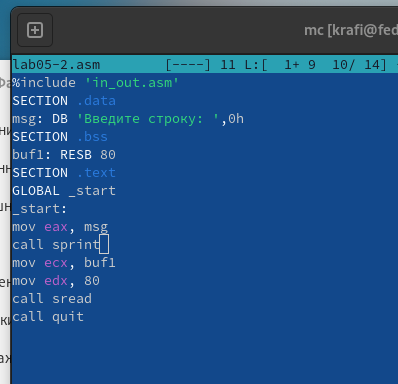 mc [krafi@fed
lab05-2.asm [----] 11 L:[ 1+ 9 10/ 14]
%include 'in_out.asm'
SECTION .data
msg: DB 'Введите строку: ',0h
SECTION .bss
buf1: RESB 80
SECTION .text
GLOBAL _start
_start:
mov eax, msg
call sprint
mov ecx, buf1
mov edx, 80
call sread
call quit